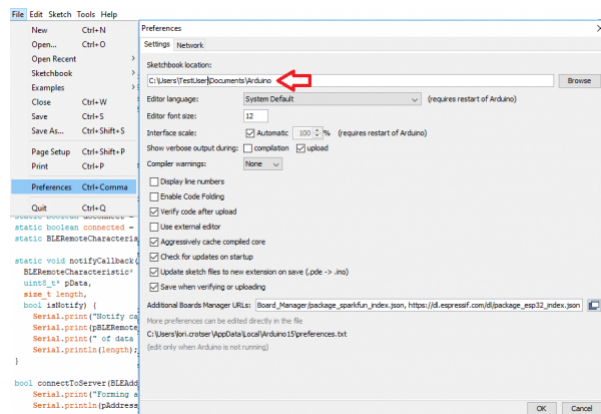 File Edit Sketch Tools Help
New Ctrl+N
Open... Ctrl+O
Open Recent >
Sketchbook >
Examples >
Close Ctrl+W
Save Ctrl+S
Save As... Ctrl+Shift+S
Page Setup Ctrl+Shift+P
Print Ctrl+P
Preferences Ctrl+Comma
Quit Ctrl+Q
static boolean doConnect =
static boolean connected =
static BLERemoteCharacteris
static void notifyCallback(
BLERemoteCharacteristic*
uint8_t* pData,
size_t length,
bool isNotify) {
Serial.print("Notify ca
Serial.print(pBLERemote
Serial.print(" of data
Serial.println(length);
}
bool connectToServer(BLEAdd
Serial.print("Forming a
Serial.println(pAddress
Preferences
Settings Network
Sketchbook location:
C:\Users\TestUser\Documents\Arduino Browse
Editor language: System Default (requires restart of Arduino)
Editor font size: 12
Interface scale: Automatic 100 % (requires restart of Arduino)
Show verbose output during: compilation upload
Compiler warnings: None
Display line numbers
Enable Code Folding
Verify code after upload
Use external editor
Aggressively cache compiled core
Check for updates on startup
Update sketch files to new extension on save (.pde -> .ino)
Save when verifying or uploading
Additional Boards Manager URLs: Board_Manager/package_sparkfun_index.json, https://dl.espressif.com/dl/package_esp32_index.json
More preferences can be edited directly in the file
C:\Users\lori.crotser\AppData\Local\Arduino15\preferences.txt
(edit only when Arduino is not running)
OK Cancel